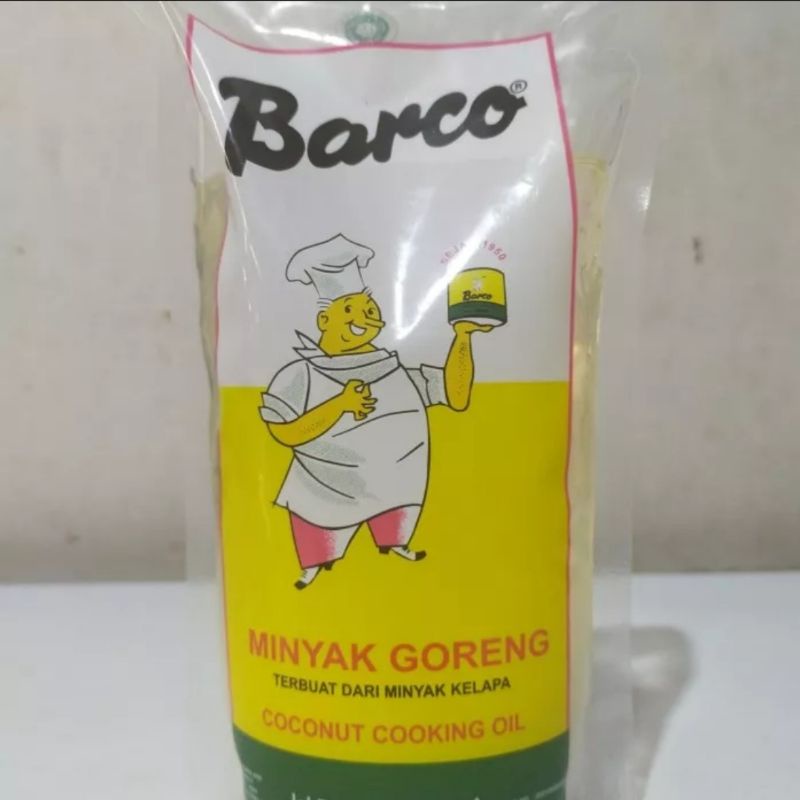 Barco®
SEJAK 1950
Barco
MINYAK GORENG
TERBUAT DARI MINYAK KELAPA
COCONUT COOKING OIL